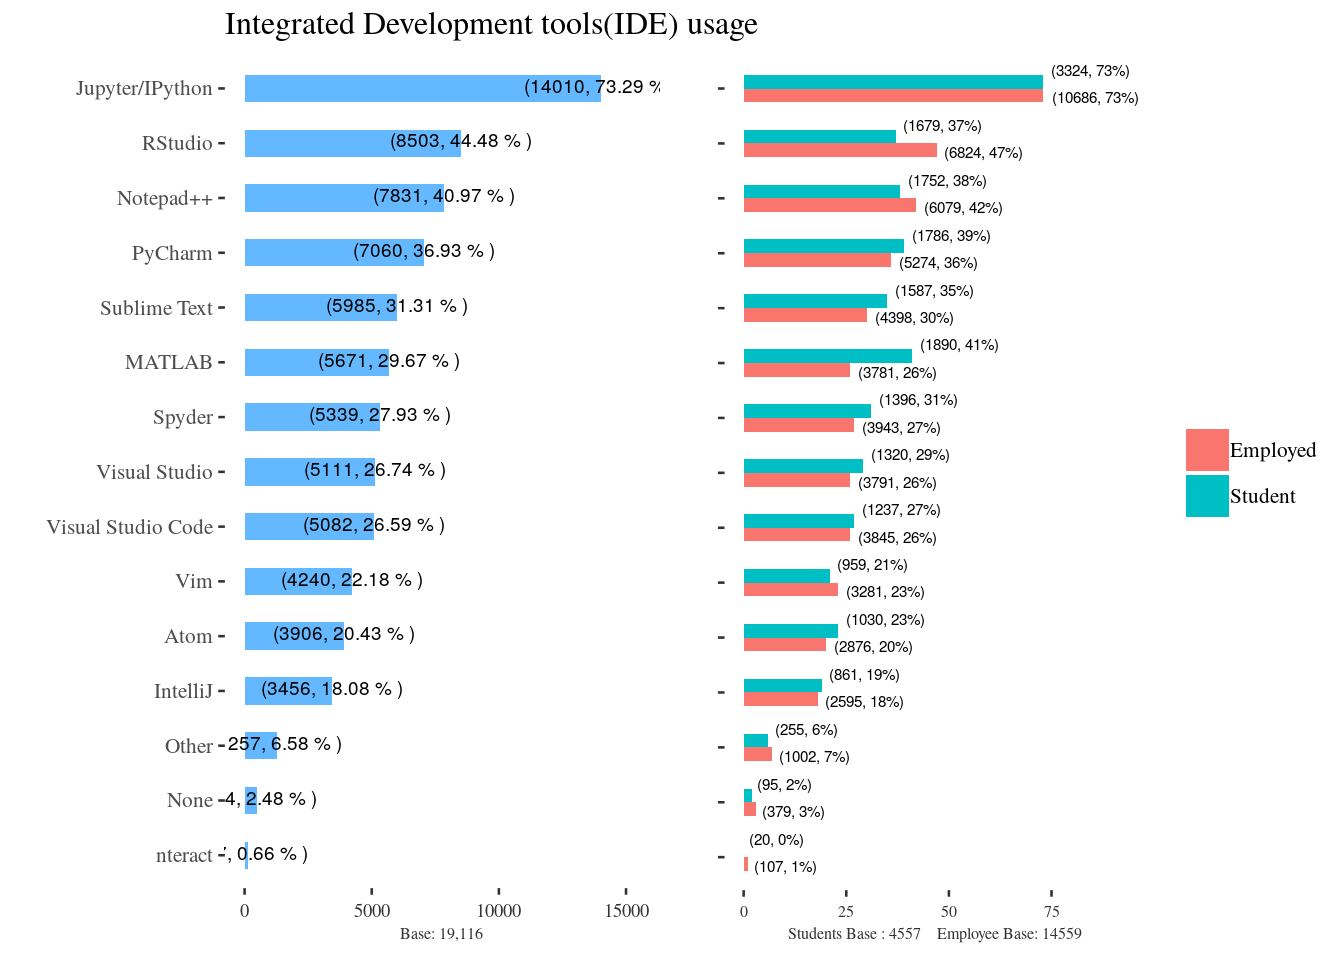 Integrated Development tools(IDE) usage
Jupyter/IPython
(14010, 73.29 %
(3324, 73%)
(10686, 73%)
RStudio
(8503, 44.48 % )
(1679, 37%)
(6824, 47%)
Notepad++
(7831, 40.97 % )
(1752, 38%)
(6079, 42%)
PyCharm
(7060, 36.93 % )
(1786, 39%)
(5274, 36%)
Sublime Text
(5985, 31.31 % )
(1587, 35%)
(4398, 30%)
MATLAB
(5671, 29.67 % )
(1890, 41%)
(3781, 26%)
Spyder
(5339, 27.93 % )
(1396, 31%)
(3943, 27%)
Visual Studio
(5111, 26.74 % )
(1320, 29%)
(3791, 26%)
Visual Studio Code
(5082, 26.59 % )
(1237, 27%)
(3845, 26%)
Vim
(4240, 22.18 % )
(959, 21%)
(3281, 23%)
Atom
(3906, 20.43 % )
(1030, 23%)
(2876, 20%)
IntelliJ
(3456, 18.08 % )
(861, 19%)
(2595, 18%)
Other
257, 6.58 % )
(255, 6%)
(1002, 7%)
None
4, 2.48 % )
(95, 2%)
(379, 3%)
nteract
, 0.66 % )
(20, 0%)
(107, 1%)
0
5000
10000
15000
Base: 19,116
0
25
50
75
Students Base : 4557 Employee Base: 14559
Employed
Student